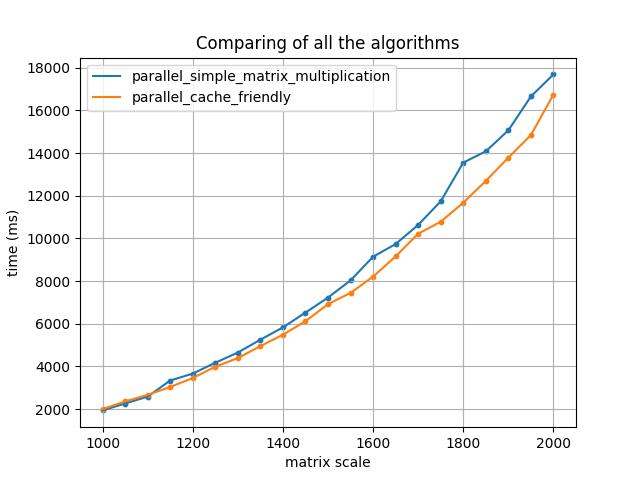 Comparing of all the algorithms
parallel_simple_matrix_multiplication
parallel_cache_friendly
time (ms)
18000
16000
14000
12000
10000
8000
6000
4000
2000
1000 1200 1400 1600 1800 2000
matrix scale